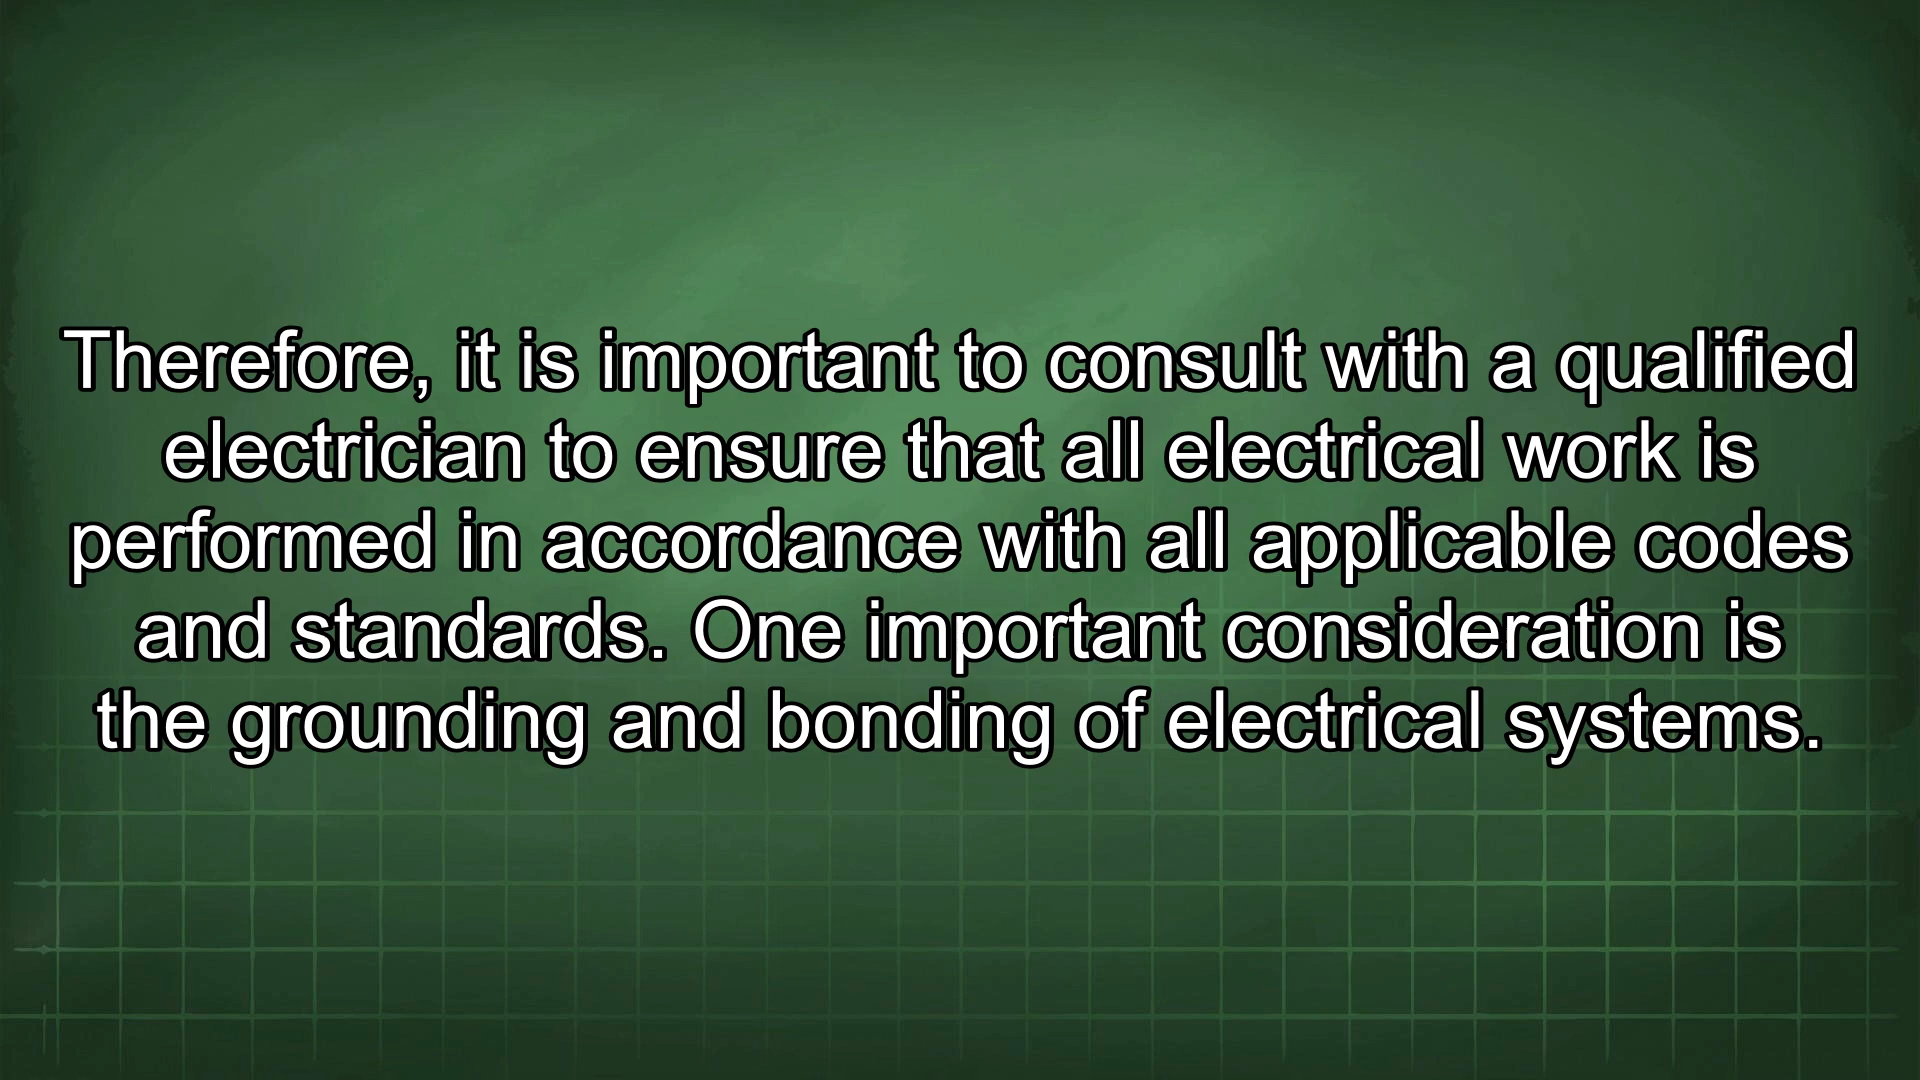 Therefore, it is important to consult with a qualified
electrician to ensure that all electrical work is
performed in accordance with all applicable codes
and standards. One important consideration is
the grounding and bonding of electrical systems.